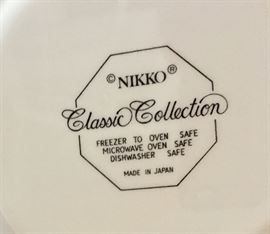 © NIKKO ®
Classic Collection
FREEZER TO OVEN SAFE
MICROWAVE OVEN SAFE
DISHWASHER SAFE
MADE IN JAPAN